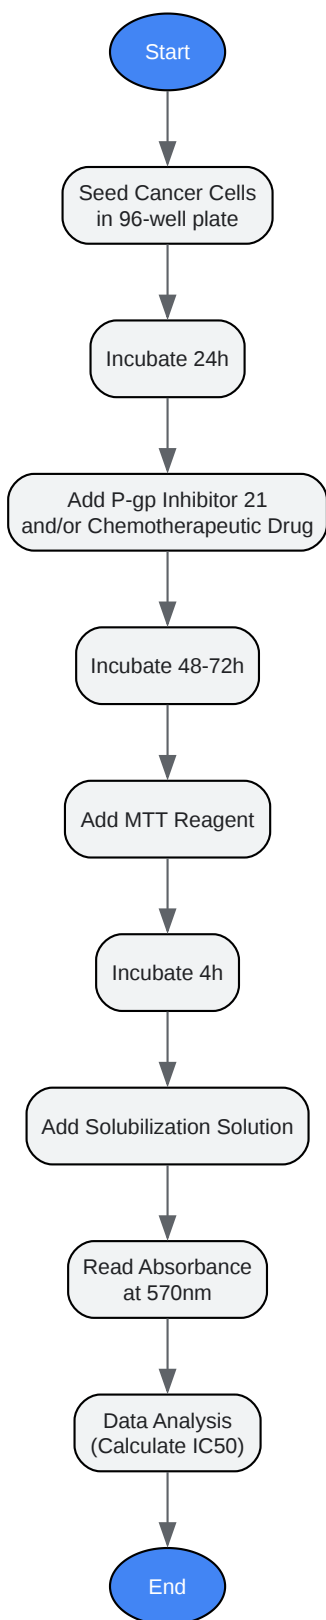 Start
Seed Cancer Cells
in 96-well plate
Incubate 24h
Add P-gp Inhibitor 21
and/or Chemotherapeutic Drug
Incubate 48-72h
Add MTT Reagent
Incubate 4h
Add Solubilization Solution
Read Absorbance
at 570nm
Data Analysis
(Calculate IC50)
End